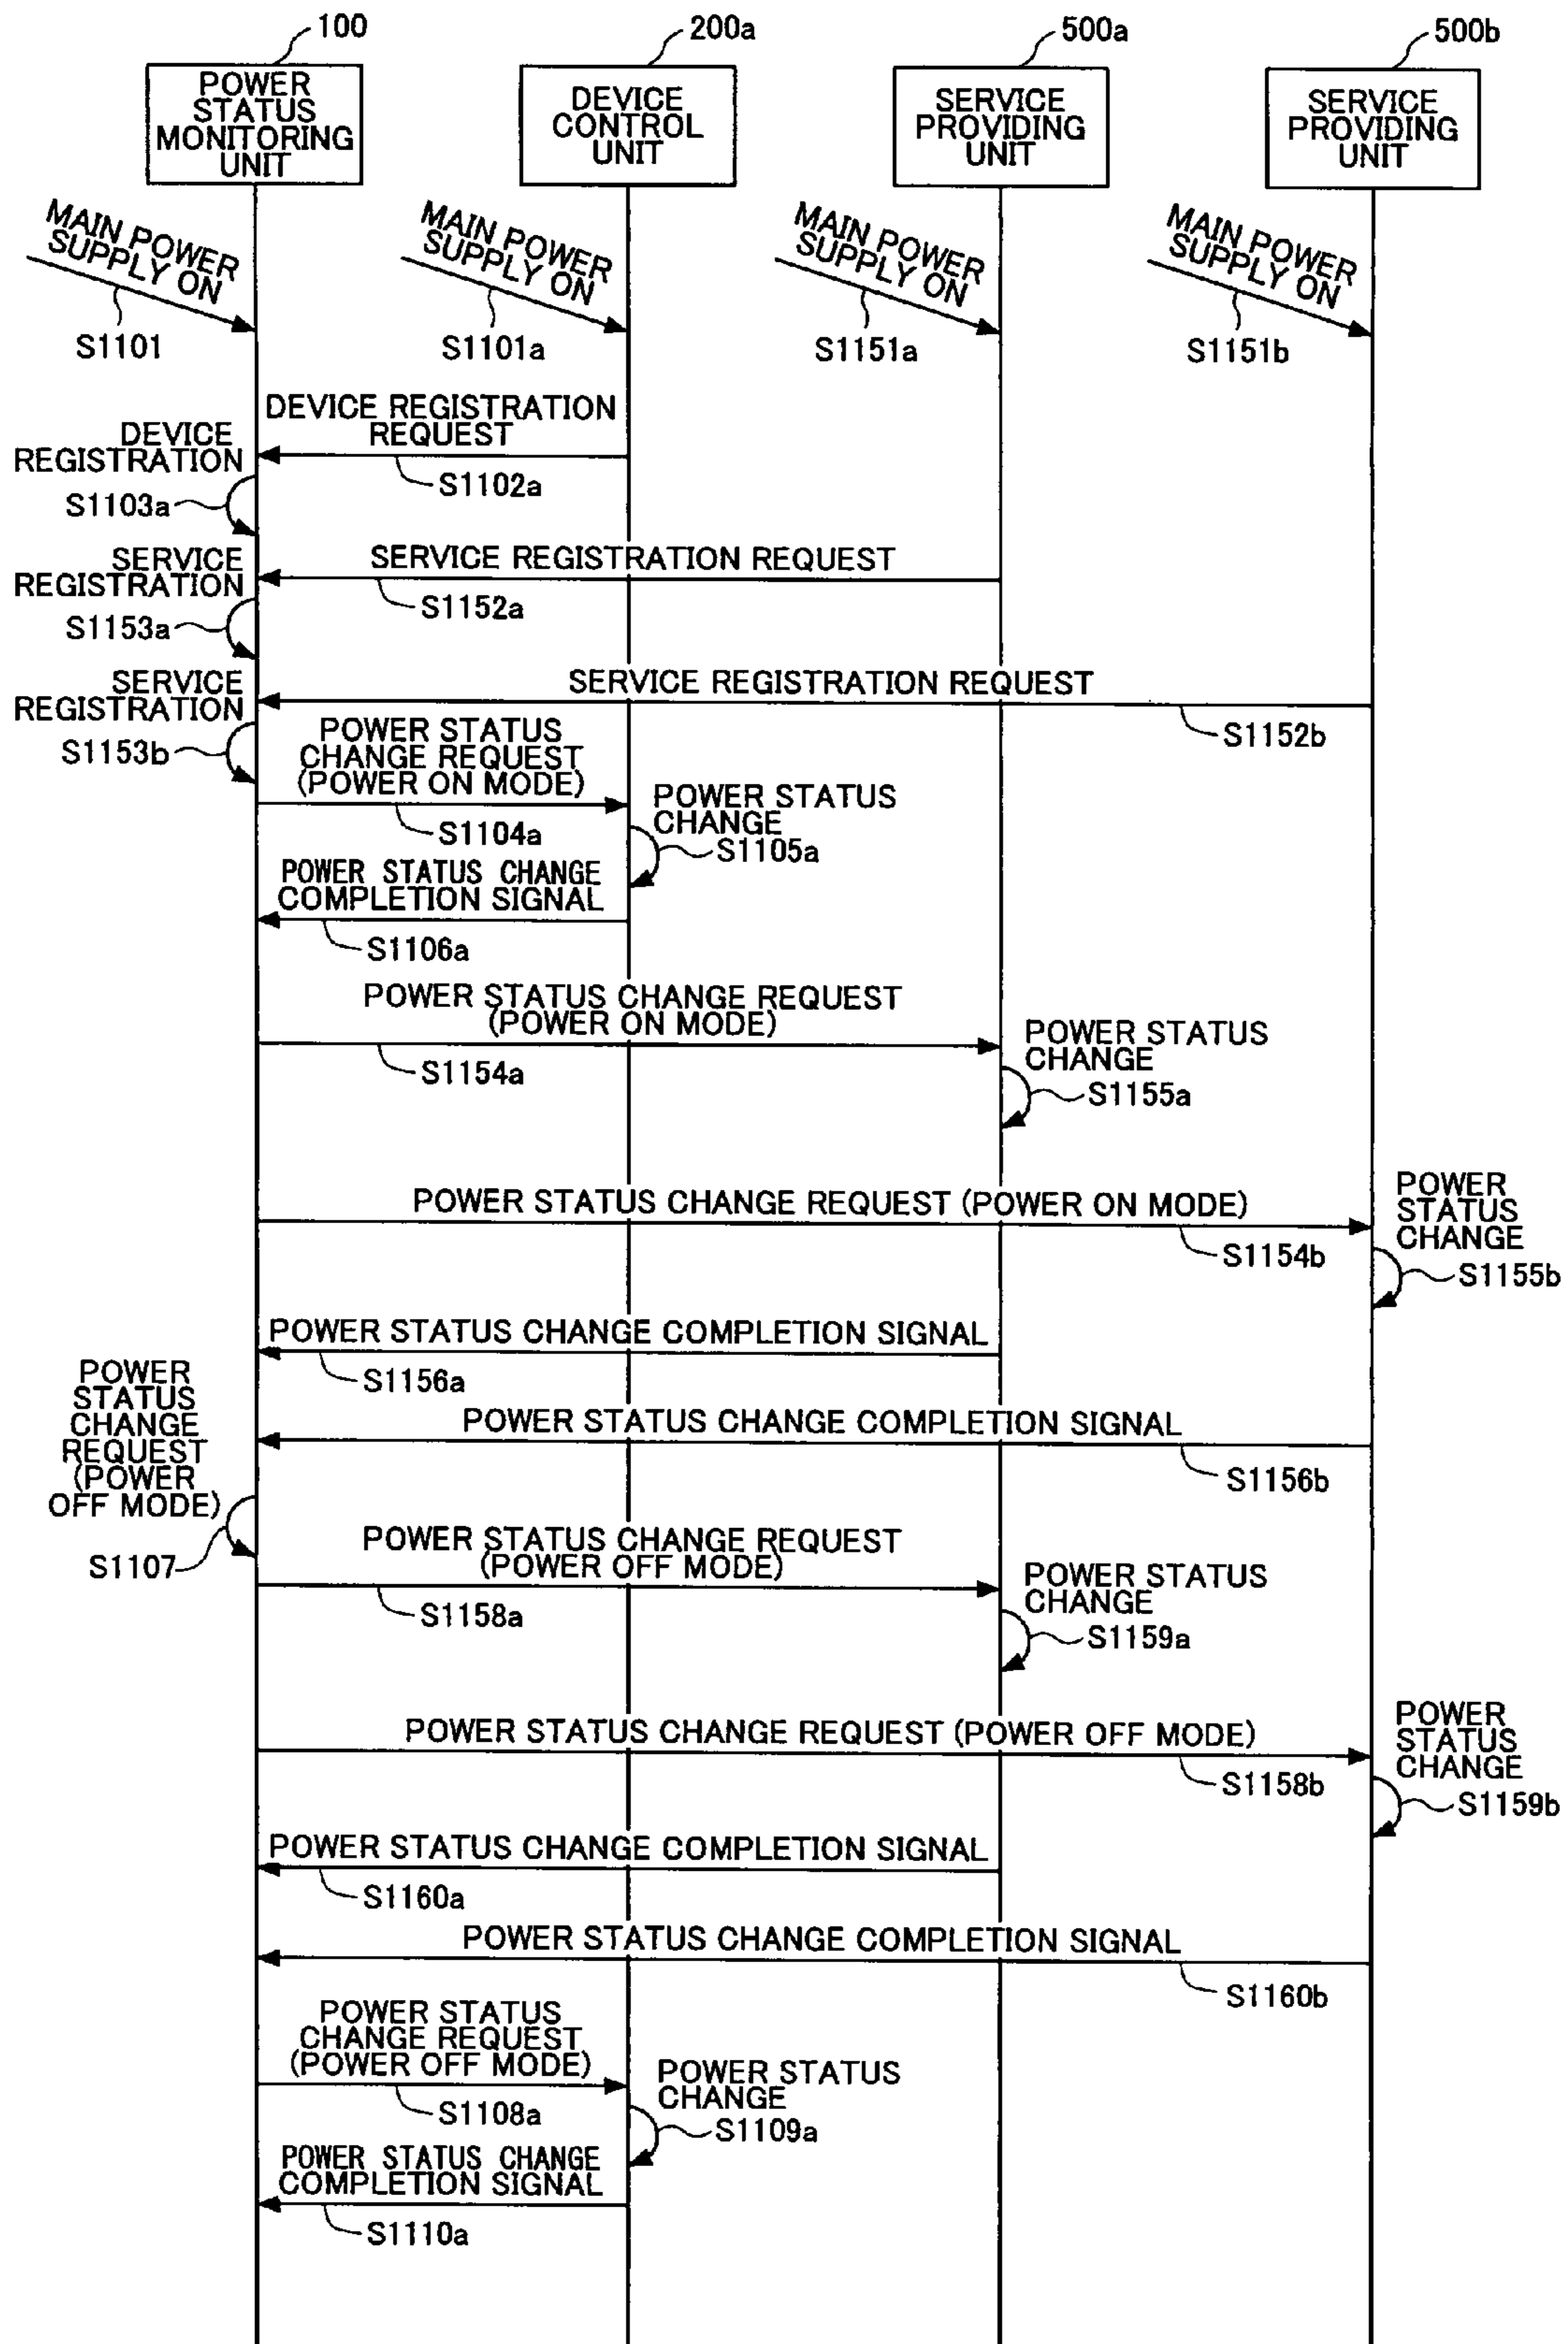 100
200a
500a
500b
POWER
STATUS
MONITORING
UNIT
DEVICE
CONTROL
UNIT
SERVICE
PROVIDING
UNIT
SERVICE
PROVIDING
UNIT
MAIN POWER
SUPPLY ON
S1101
MAIN POWER
SUPPLY ON
S1101a
MAIN POWER
SUPPLY ON
S1151a
MAIN POWER
SUPPLY ON
S1151b
DEVICE REGISTRATION
REQUEST
S1102a
DEVICE
REGISTRATION
S1103a
SERVICE REGISTRATION REQUEST
S1152a
SERVICE
REGISTRATION
S1153a
SERVICE REGISTRATION REQUEST
S1152b
SERVICE
REGISTRATION
S1153b
POWER STATUS
CHANGE REQUEST
(POWER ON MODE)
S1104a
POWER STATUS
CHANGE
S1105a
POWER STATUS CHANGE
COMPLETION SIGNAL
S1106a
POWER STATUS CHANGE REQUEST
(POWER ON MODE)
S1154a
POWER STATUS
CHANGE
S1155a
POWER STATUS CHANGE REQUEST (POWER ON MODE)
S1154b
POWER
STATUS
CHANGE
S1155b
POWER STATUS CHANGE COMPLETION SIGNAL
S1156a
POWER STATUS CHANGE COMPLETION SIGNAL
S1156b
POWER
STATUS
CHANGE
REQUEST
(POWER
OFF MODE)
S1107
POWER STATUS CHANGE REQUEST
(POWER OFF MODE)
S1158a
POWER STATUS
CHANGE
S1159a
POWER STATUS CHANGE REQUEST (POWER OFF MODE)
S1158b
POWER
STATUS
CHANGE
S1159b
POWER STATUS CHANGE COMPLETION SIGNAL
S1160a
POWER STATUS CHANGE COMPLETION SIGNAL
S1160b
POWER STATUS
CHANGE REQUEST
(POWER OFF MODE)
S1108a
POWER STATUS
CHANGE
S1109a
POWER STATUS CHANGE
COMPLETION SIGNAL
S1110a